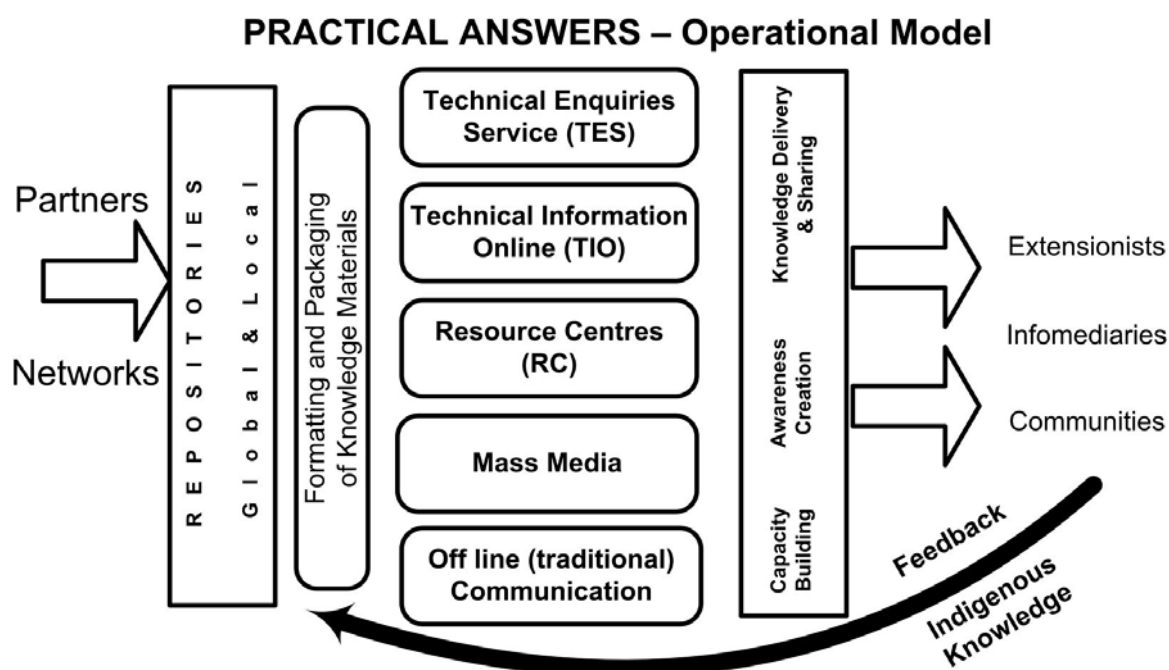 PRACTICAL ANSWERS – Operational Model
Partners
Networks
REPOSITORIES
Global & Local
Formatting and Packaging
of Knowledge Materials
Technical Enquiries
Service (TES)
Technical Information
Online (TIO)
Resource Centres
(RC)
Mass Media
Off line (traditional)
Communication
Knowledge Delivery
& Sharing
Awareness
Creation
Capacity
Building
Extensionists
Infomediaries
Communities
Feedback
Indigenous
Knowledge